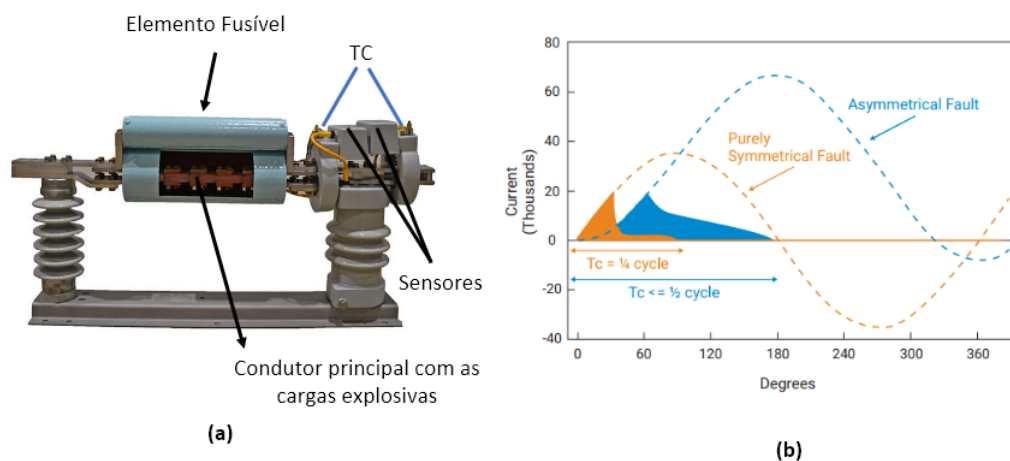 Elemento Fusível
TC
Sensores
Condutor principal com as
cargas explosivas
(a)
80
60
40
20
0
-20
-40
Current
(Thousands)
Asymmetrical Fault
Purely
Symmetrical Fault
Tc = ¼ cycle
Tc <= ½ cycle
0
60
120
180
240
300
360
Degrees
(b)